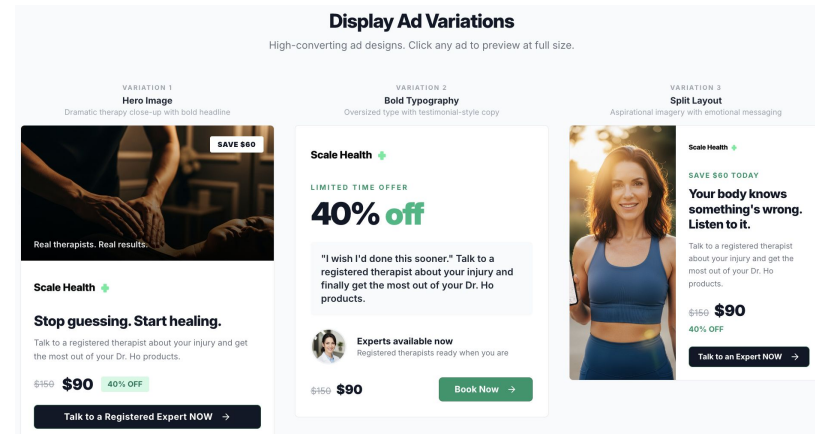 Display Ad Variations
High-converting ad designs. Click any ad to preview at full size.
VARIATION 1
Hero Image
Dramatic therapy close-up with bold headline
SAVE $60
Real therapists. Real results.
Scale Health
Stop guessing. Start healing.
Talk to a registered therapist about your injury and get
the most out of your Dr. Ho products.
$150 $90 40% OFF
Talk to a Registered Expert NOW →
VARIATION 2
Bold Typography
Oversized type with testimonial-style copy
Scale Health
LIMITED TIME OFFER
40% off
"I wish I'd done this sooner." Talk to a
registered therapist about your injury and
finally get the most out of your Dr. Ho
products.
Experts available now
Registered therapists ready when you are
$150 $90
Book Now →
VARIATION 3
Split Layout
Aspirational imagery with emotional messaging
Scale Health
SAVE $60 TODAY
Your body knows
something's wrong.
Listen to it.
Talk to a registered therapist
about your injury and get the
most out of your Dr. Ho
products.
$150 $90
40% OFF
Talk to an Expert NOW →